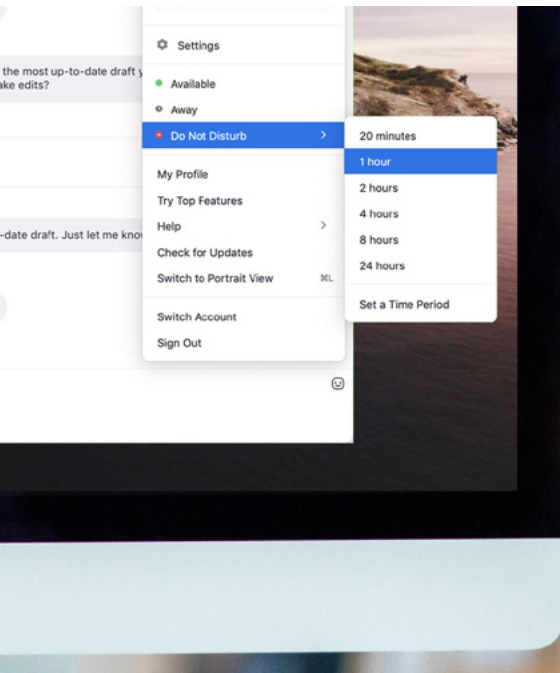 Settings
the most up-to-date draft y
ake edits?
Available
Away
Do Not Disturb
20 minutes
1 hour
My Profile
2 hours
Try Top Features
4 hours
-date draft. Just let me know
Help
8 hours
Check for Updates
24 hours
Switch to Portrait View ⌘L
Set a Time Period
Switch Account
Sign Out